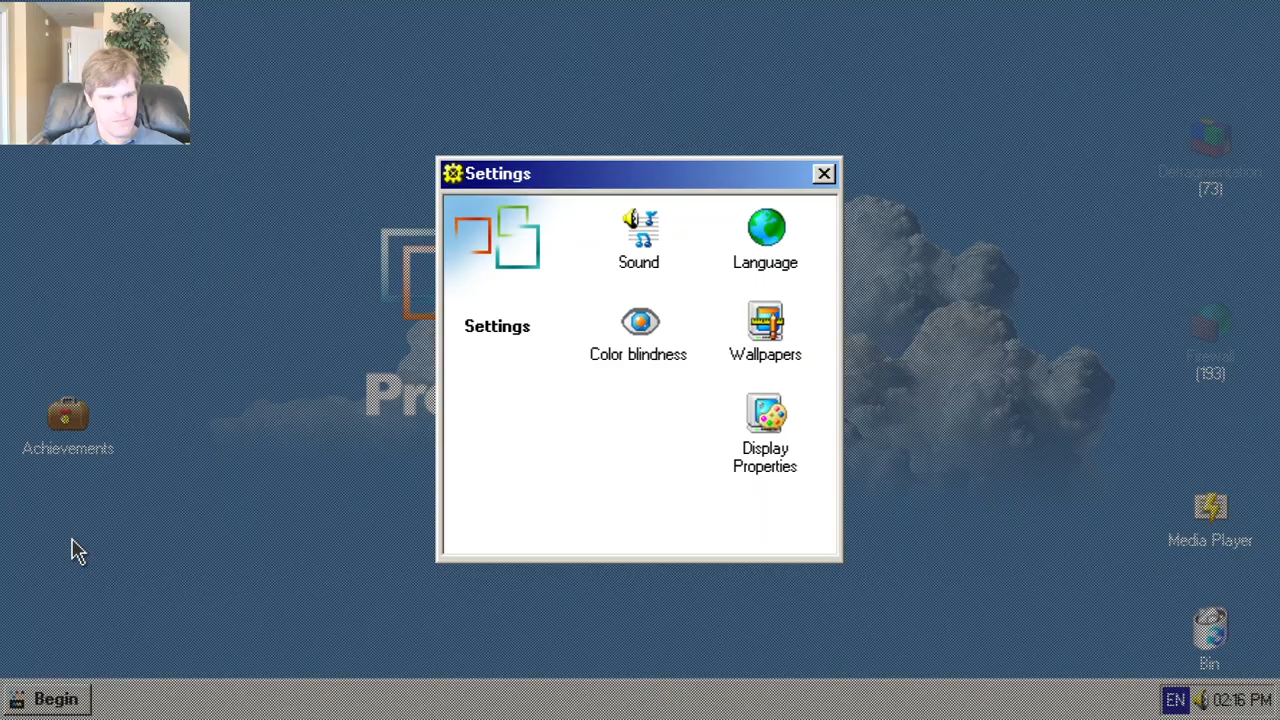 Settings
Sound
Language
Settings
Color blindness
Wallpapers
Display
Properties
Pro
Achievements
Defragmentation
(73)
(193)
Media Player
Bin
Begin
EN
02:16 PM